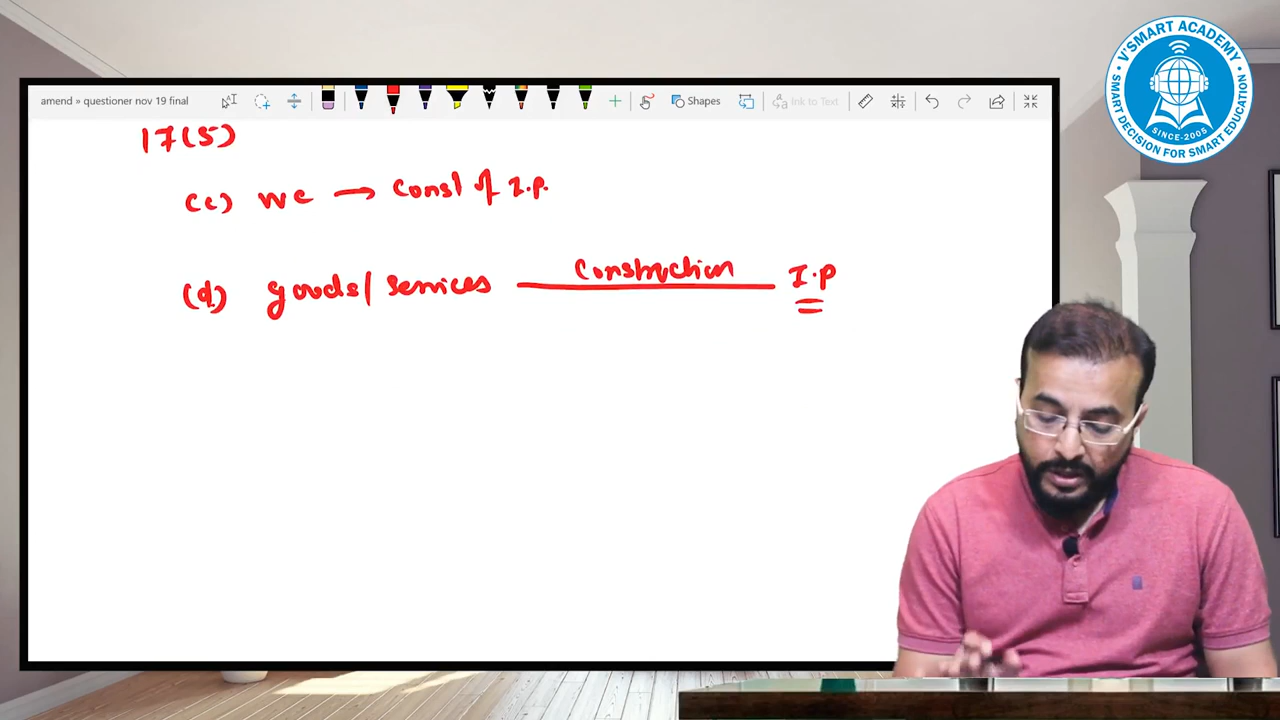 amend » questioner nov 19 final
Shapes
Ink to Text
17(5)
(c) WC → Const of I.P.
(d) goods/ services Construction I.P
V'SMART ACADEMY
SINCE-2005
SMART DECISION FOR SMART EDUCATION